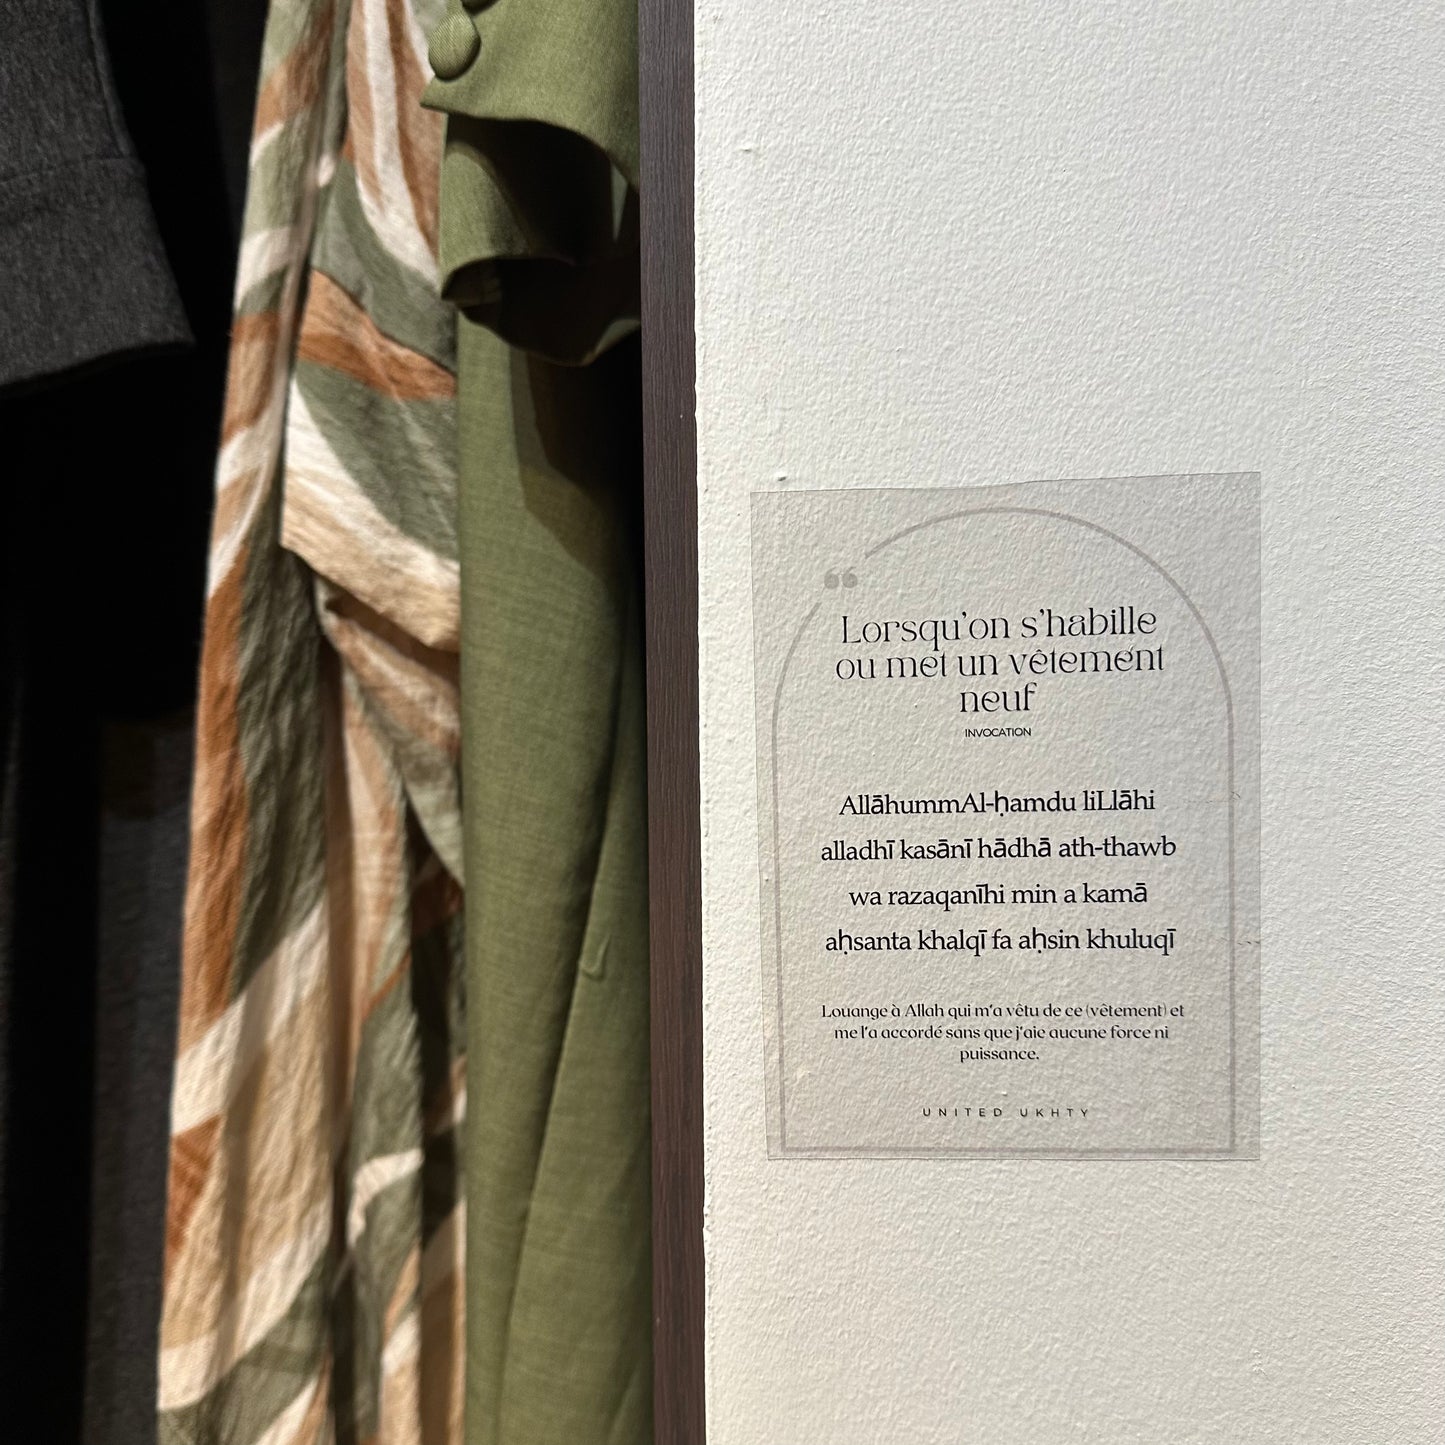 “
Lorsqu'on s'habille
ou met un vêtement
neuf
INVOCATION
AllāhummAl-ḥamdu liLlāhi
alladhī kasānī hādhā ath-thawb
wa razaqanīhi min a kamā
aḥsanta khalqī fa aḥsin khuluqī
Louange à Allah qui m'a vêtu de ce (vêtement) et
me l'a accordé sans que j'aie aucune force ni
puissance.
UNITED UKHTY